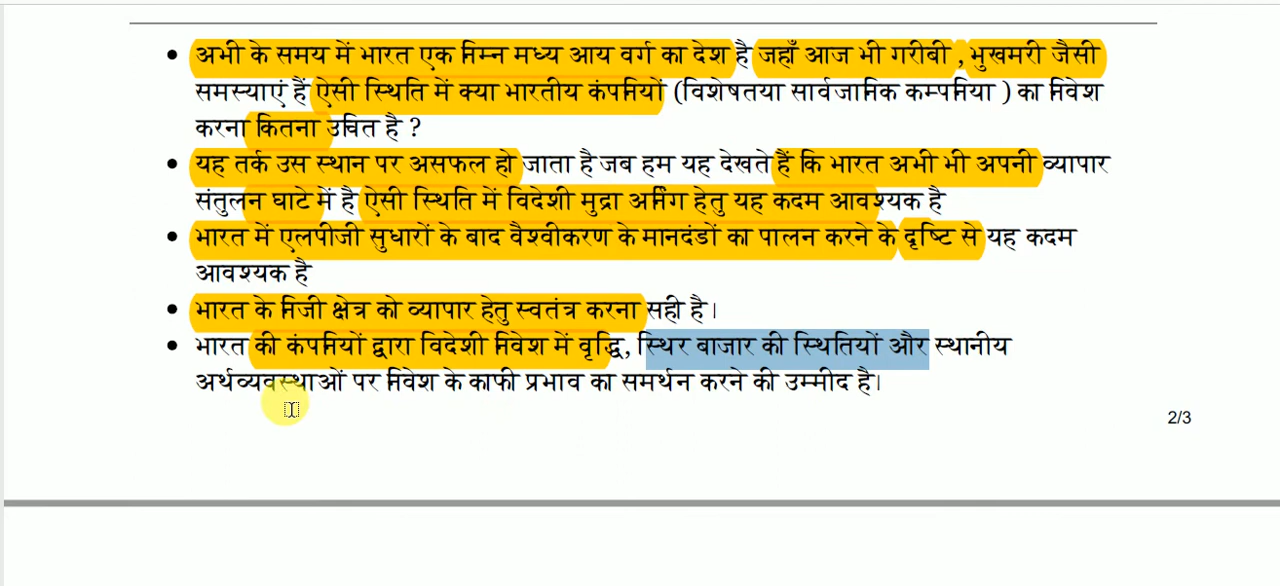 • अभी के समय में भारत एक निम्न मध्य आय वर्ग का देश है जहाँ आज भी गरीबी , भुखमरी जैसी
समस्याएं हैं ऐसी स्थिति में क्या भारतीय कंपनियों (विशेषतया सार्वजानिक कम्पनिया ) का निवेश
करना कितना उचित है ?
• यह तर्क उस स्थान पर असफल हो जाता है जब हम यह देखते हैं कि भारत अभी भी अपनी व्यापार
संतुलन घाटे में है ऐसी स्थिति में विदेशी मुद्रा अर्निंग हेतु यह कदम आवश्यक है
• भारत में एलपीजी सुधारों के बाद वैश्वीकरण के मानदंडों का पालन करने के दृष्टि से यह कदम
आवश्यक है
• भारत के निजी क्षेत्र को व्यापार हेतु स्वतंत्र करना सही है।
• भारत की कंपनियों द्वारा विदेशी निवेश में वृद्धि, स्थिर बाजार की स्थितियों और स्थानीय
अर्थव्यवस्थाओं पर निवेश के काफी प्रभाव का समर्थन करने की उम्मीद है।
2/3